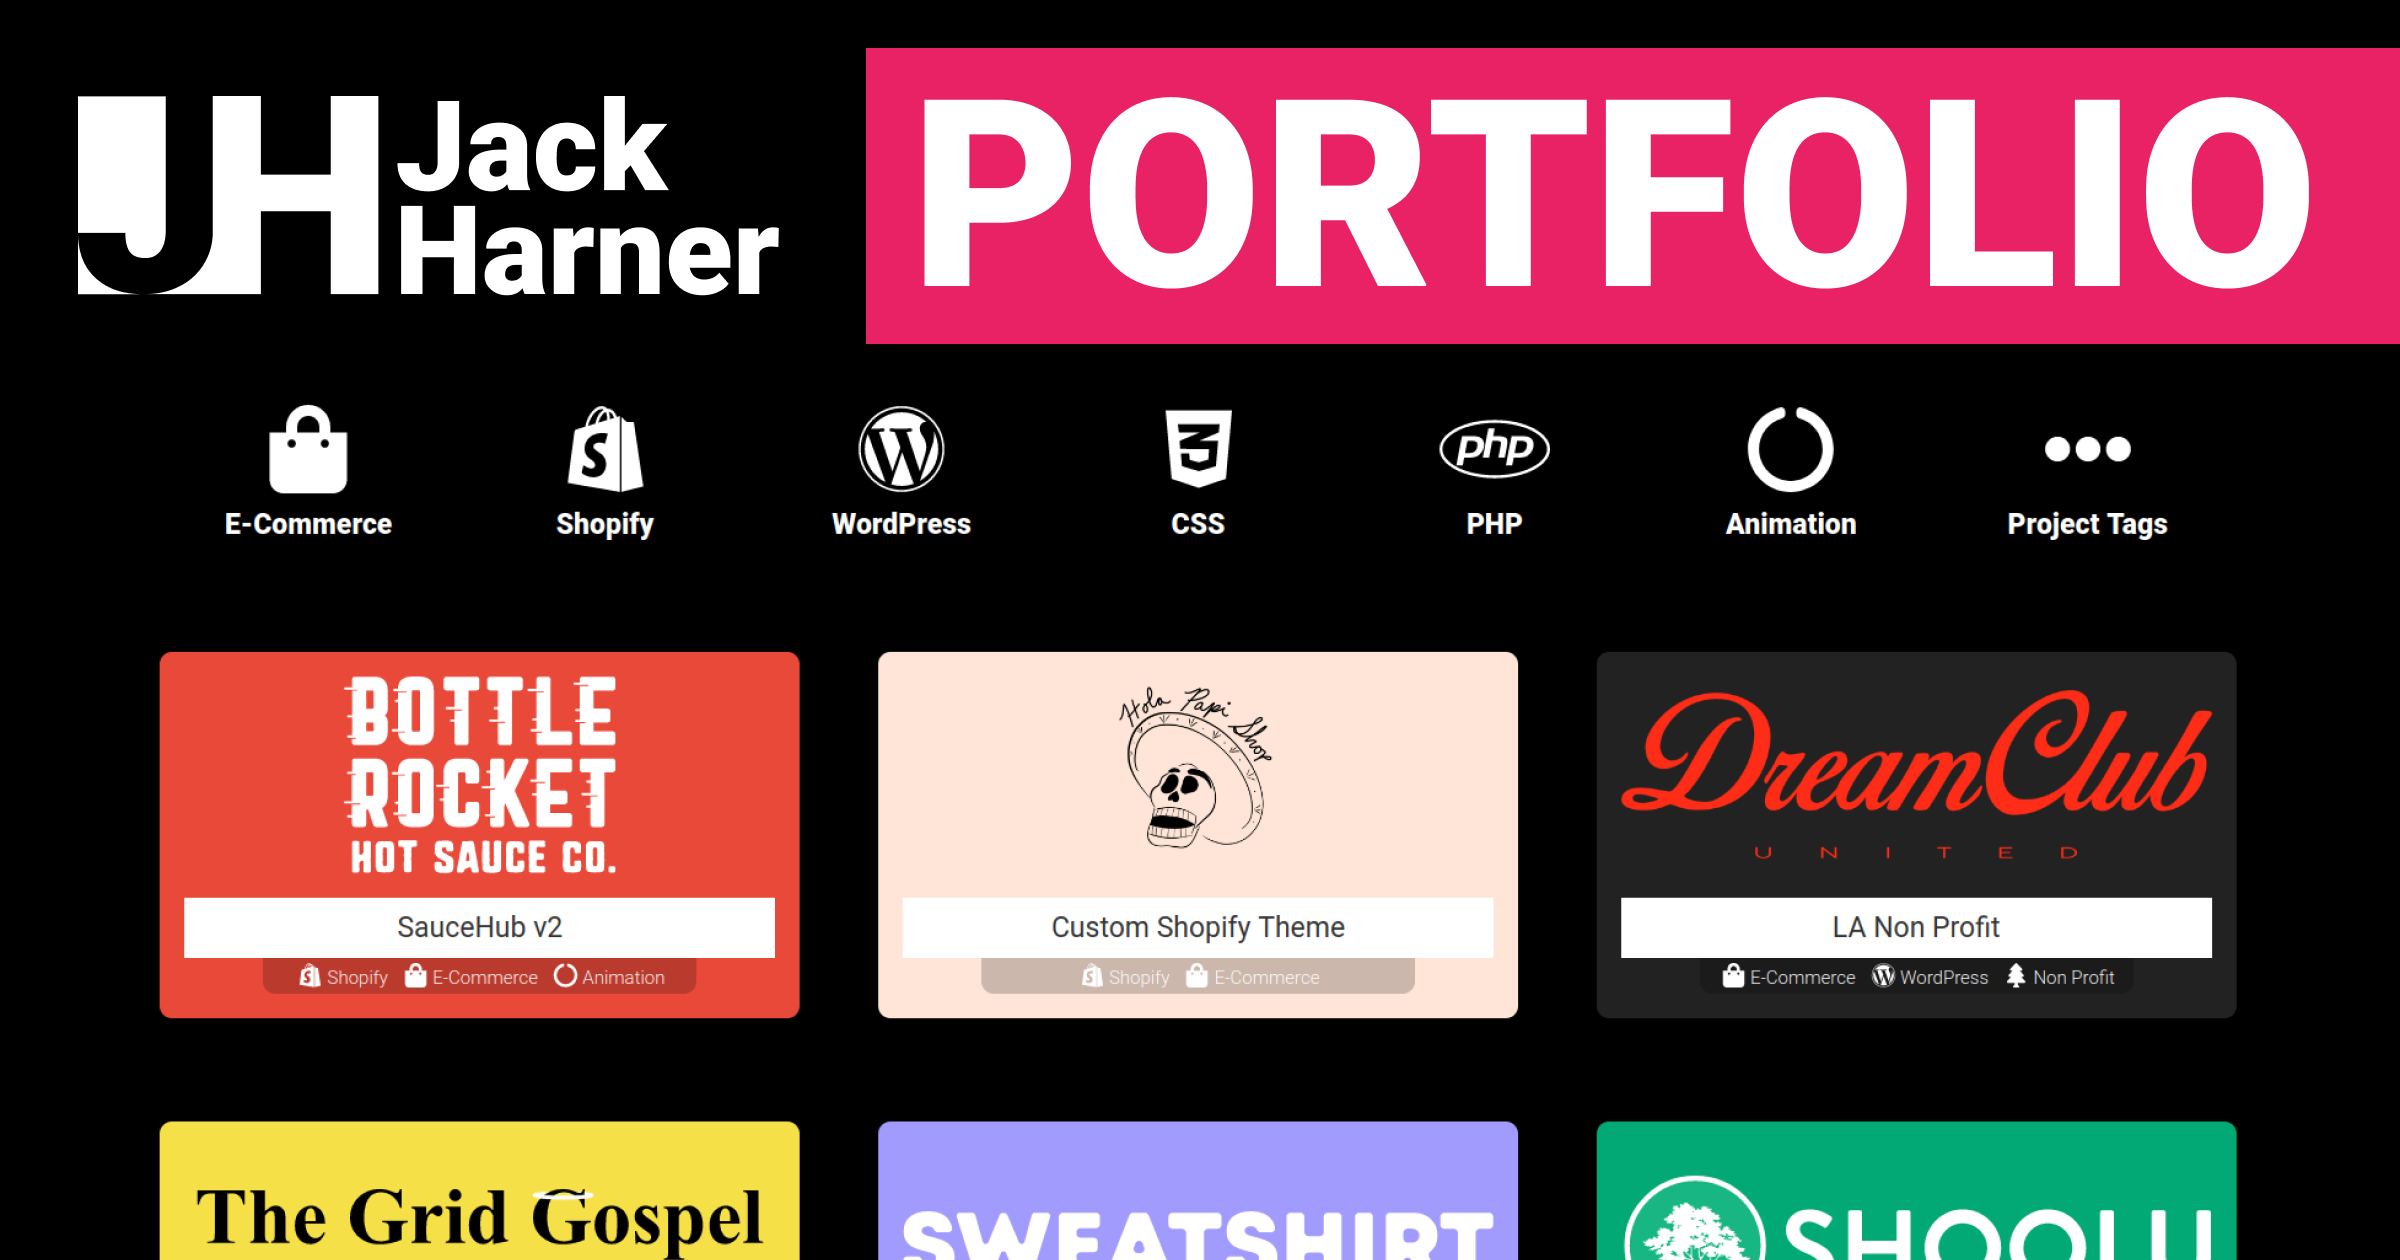 JH
Jack
Harner
PORTFOLIO
E-Commerce
Shopify
WordPress
CSS
php
PHP
Animation
Project Tags
BOTTLE
ROCKET
HOT SAUCE CO.
SauceHub v2
Shopify E-Commerce Animation
Hola Papi Shop
Custom Shopify Theme
Shopify E-Commerce
DreamClub
UNITED
LA Non Profit
E-Commerce WordPress Non Profit
The Grid Gospel
SWEATSHIRT